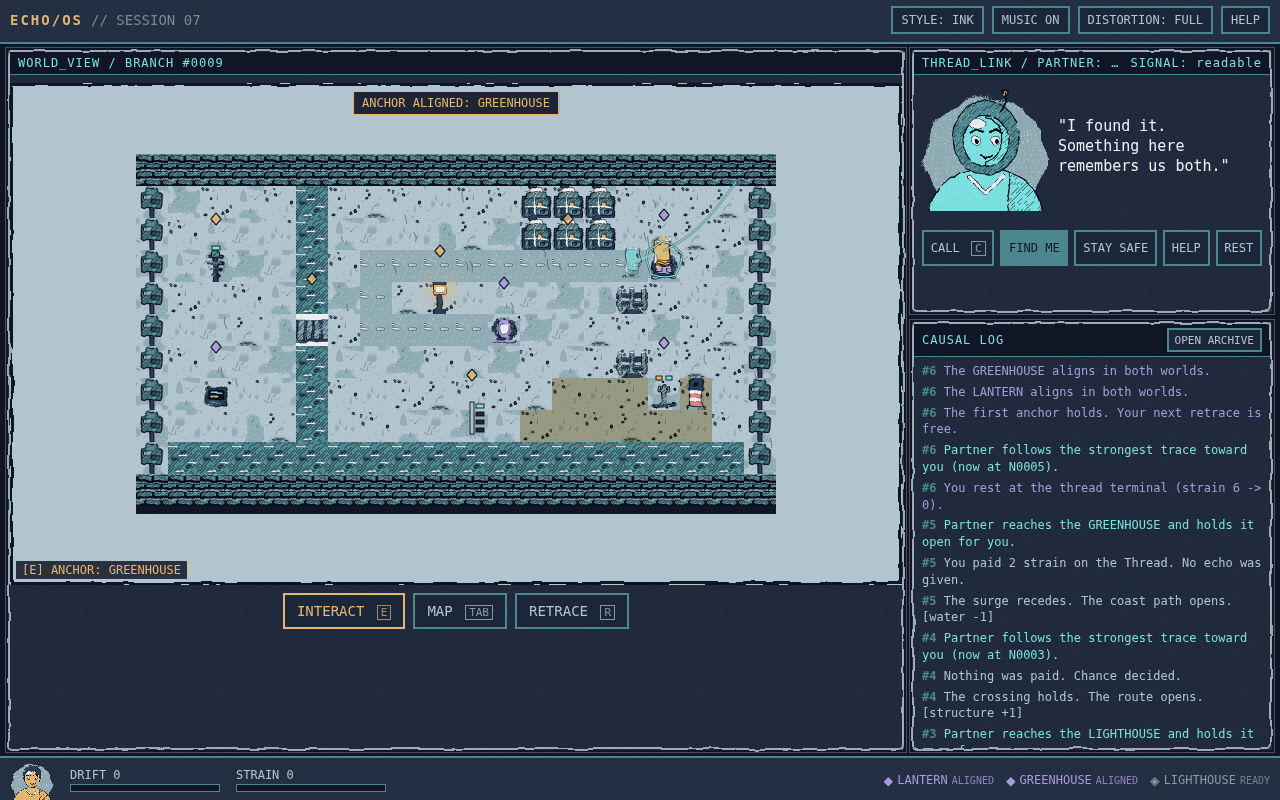 ECHO/OS // SESSION 07
STYLE: INK
MUSIC ON
DISTORTION: FULL
HELP
WORLD_VIEW / BRANCH #0009
ANCHOR ALIGNED: GREENHOUSE
[E] ANCHOR: GREENHOUSE
INTERACT E
MAP TAB
RETRACE R
THREAD_LINK / PARTNER: … SIGNAL: readable
"I found it.
Something here
remembers us both."
CALL C
FIND ME
STAY SAFE
HELP
REST
CAUSAL LOG
OPEN ARCHIVE
#6 The GREENHOUSE aligns in both worlds.
#6 The LANTERN aligns in both worlds.
#6 The first anchor holds. Your next retrace is
free.
#6 Partner follows the strongest trace toward
you (now at N0005).
#6 You rest at the thread terminal (strain 6 ->
0).
#5 Partner reaches the GREENHOUSE and holds it
open for you.
#5 You paid 2 strain on the Thread. No echo was
given.
#5 The surge recedes. The coast path opens.
[water -1]
#4 Partner follows the strongest trace toward
you (now at N0003).
#4 Nothing was paid. Chance decided.
#4 The crossing holds. The route opens.
[structure +1]
#3 Partner reaches the LIGHTHOUSE and holds it
DRIFT 0
STRAIN 0
LANTERN ALIGNED
GREENHOUSE ALIGNED
LIGHTHOUSE READY